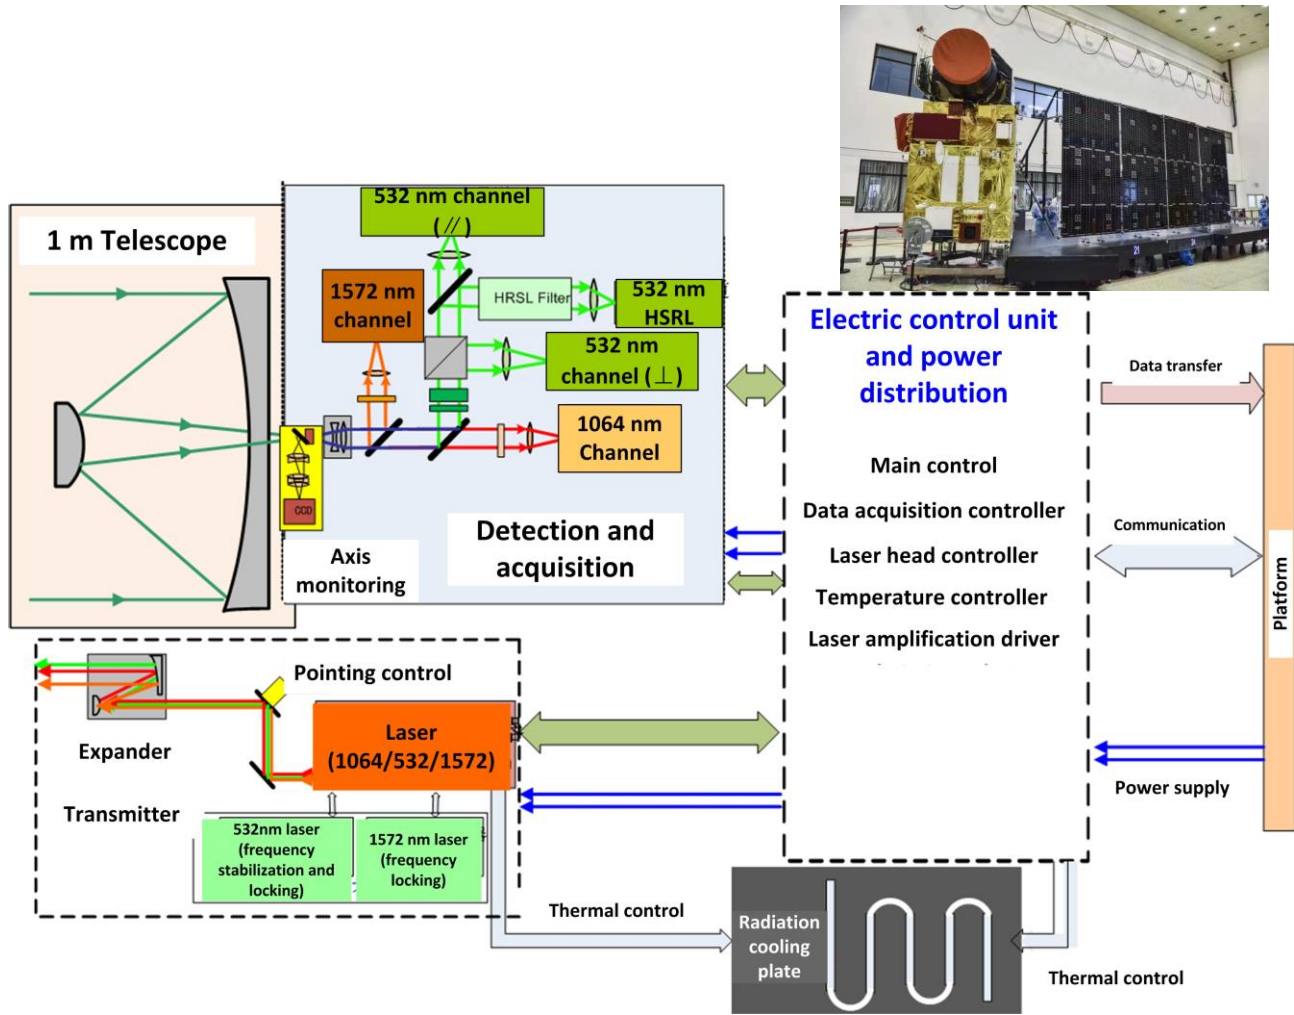 1 m Telescope
532 nm channel
( // )
1572 nm
channel
HRSL Filter
532 nm
HSRL
532 nm
channel (⊥)
1064 nm
Channel
CCD
Axis
monitoring
Detection and
acquisition
Electric control unit
and power
distribution
Main control
Data acquisition controller
Laser head controller
Temperature controller
Laser amplification driver
Data transfer
Communication
Power supply
Platform
Pointing control
Laser
(1064/532/1572)
Expander
Transmitter
532nm laser
(frequency
stabilization and
locking)
1572 nm laser
(frequency
locking)
Thermal control
Radiation
cooling
plate
Thermal control